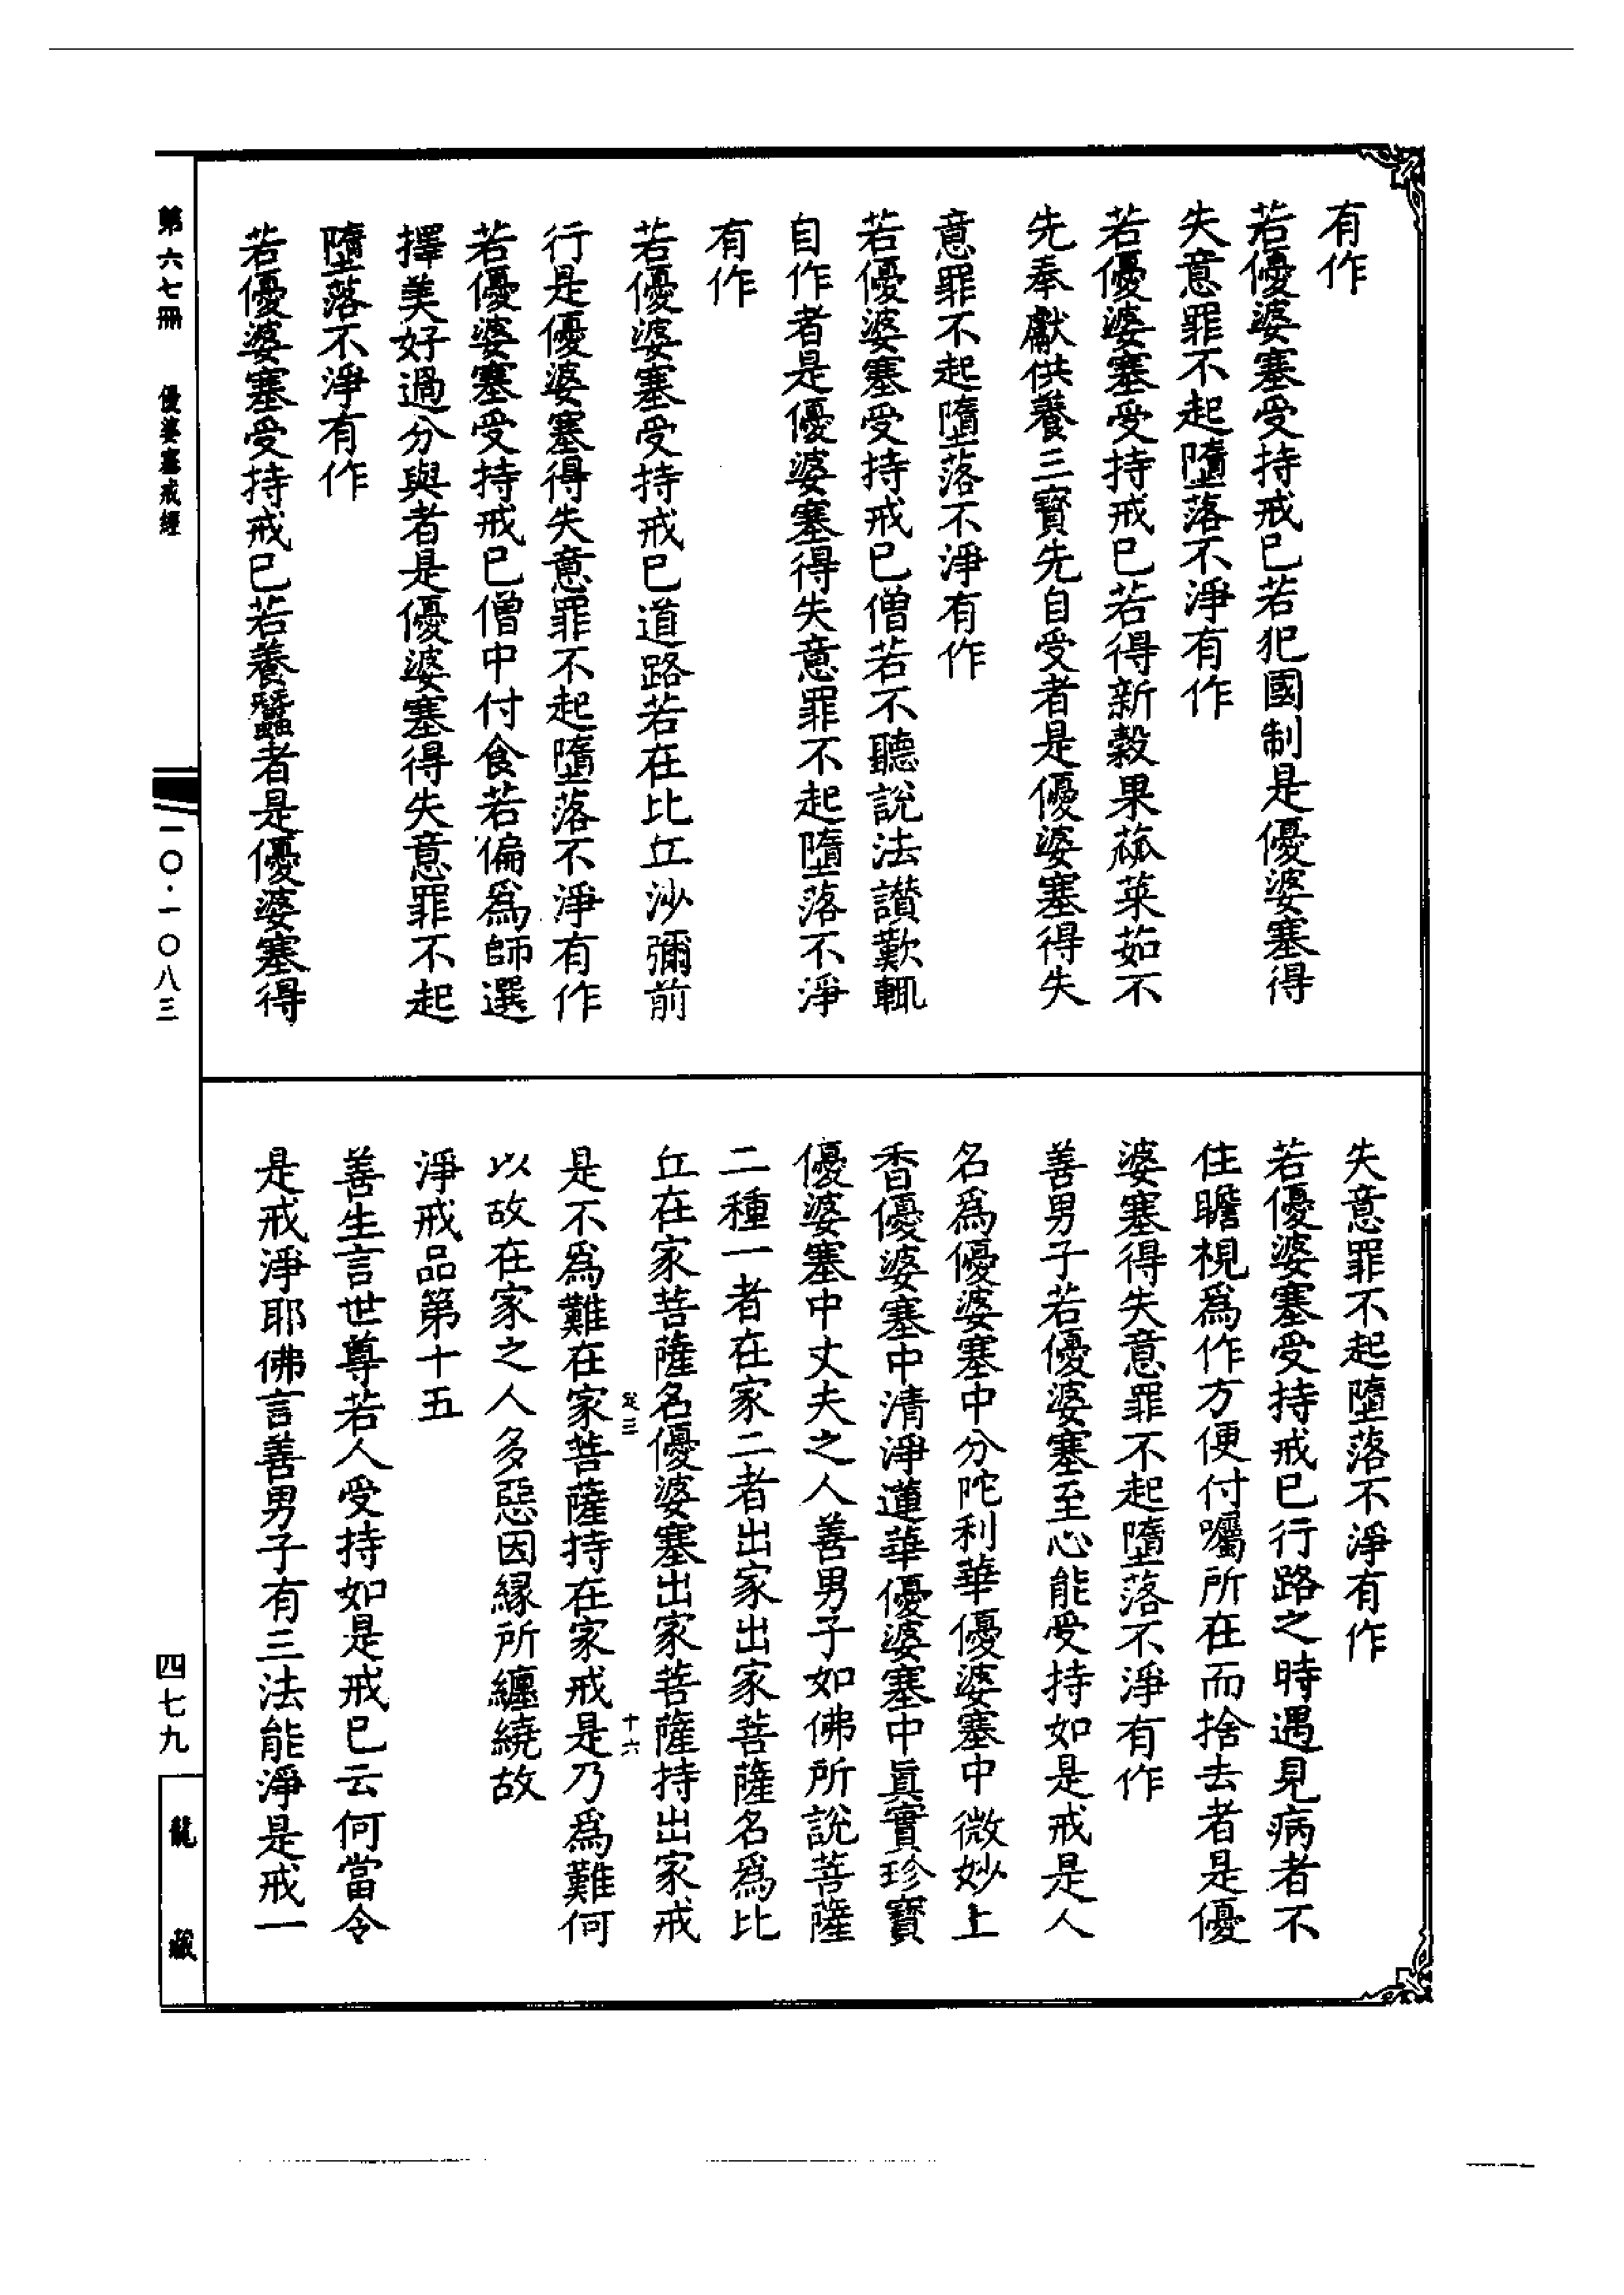 有作
若優婆塞受持戒已若犯國制是優婆塞得
失意罪不起墮落不淨有作
若優婆塞受持戒已若得新穀果蓏菜茹不
先奉獻供養三寶先自受者是優婆塞得失
意罪不起墮落不淨有作
若優婆塞受持戒已僧若不聽說法讚歎輒
自作者是優婆塞得失意罪不起墮落不淨
有作
若優婆塞受持戒已道路若在比丘沙彌前
行是優婆塞得失意罪不起墮落不淨有作
若優婆塞受持戒已僧中付食若偏爲師選
擇美好過分與者是優婆塞得失意罪不起
墮落不淨有作
若優婆塞受持戒已若養蠶者是優婆塞得
失意罪不起墮落不淨有作
若優婆塞受持戒已行路之時遇見病者不
住瞻視爲作方便付囑所在而捨去者是優
婆塞得失意罪不起墮落不淨有作
善男子若優婆塞至心能受持如是戒是人
名爲優婆塞中分陀利華優婆塞中微妙上
香優婆塞中清淨蓮華優婆塞中眞實珍寶
優婆塞中丈夫之人善男子如佛所說菩薩
二種一者在家二者出家出家菩薩名爲比
丘在家菩薩名優婆塞出家菩薩持出家戒
定三 十六
是不爲難在家菩薩持在家戒是乃爲難何
以故在家之人多惡因緣所纏繞故
淨戒品第十五
善生言世尊若人受持如是戒已云何當令
是戒淨耶佛言善男子有三法能淨是戒一
第六七冊 優婆塞戒經
一〇·一〇八三
四七九
龍藏